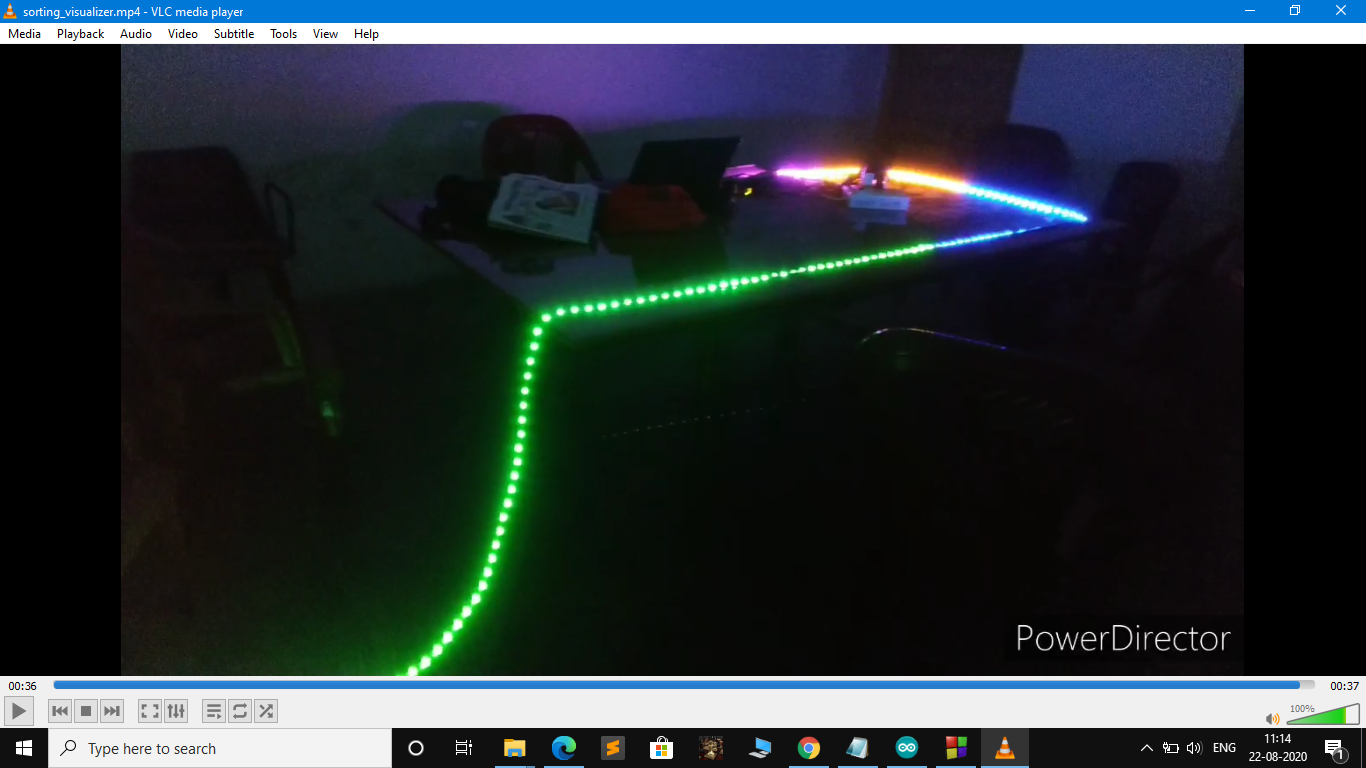 sorting_visualizer.mp4 - VLC media player
Media Playback Audio Video Subtitle Tools View Help
PowerDirector
00:36 00:37
100%
Type here to search
ENG
11:14
22-08-2020
1